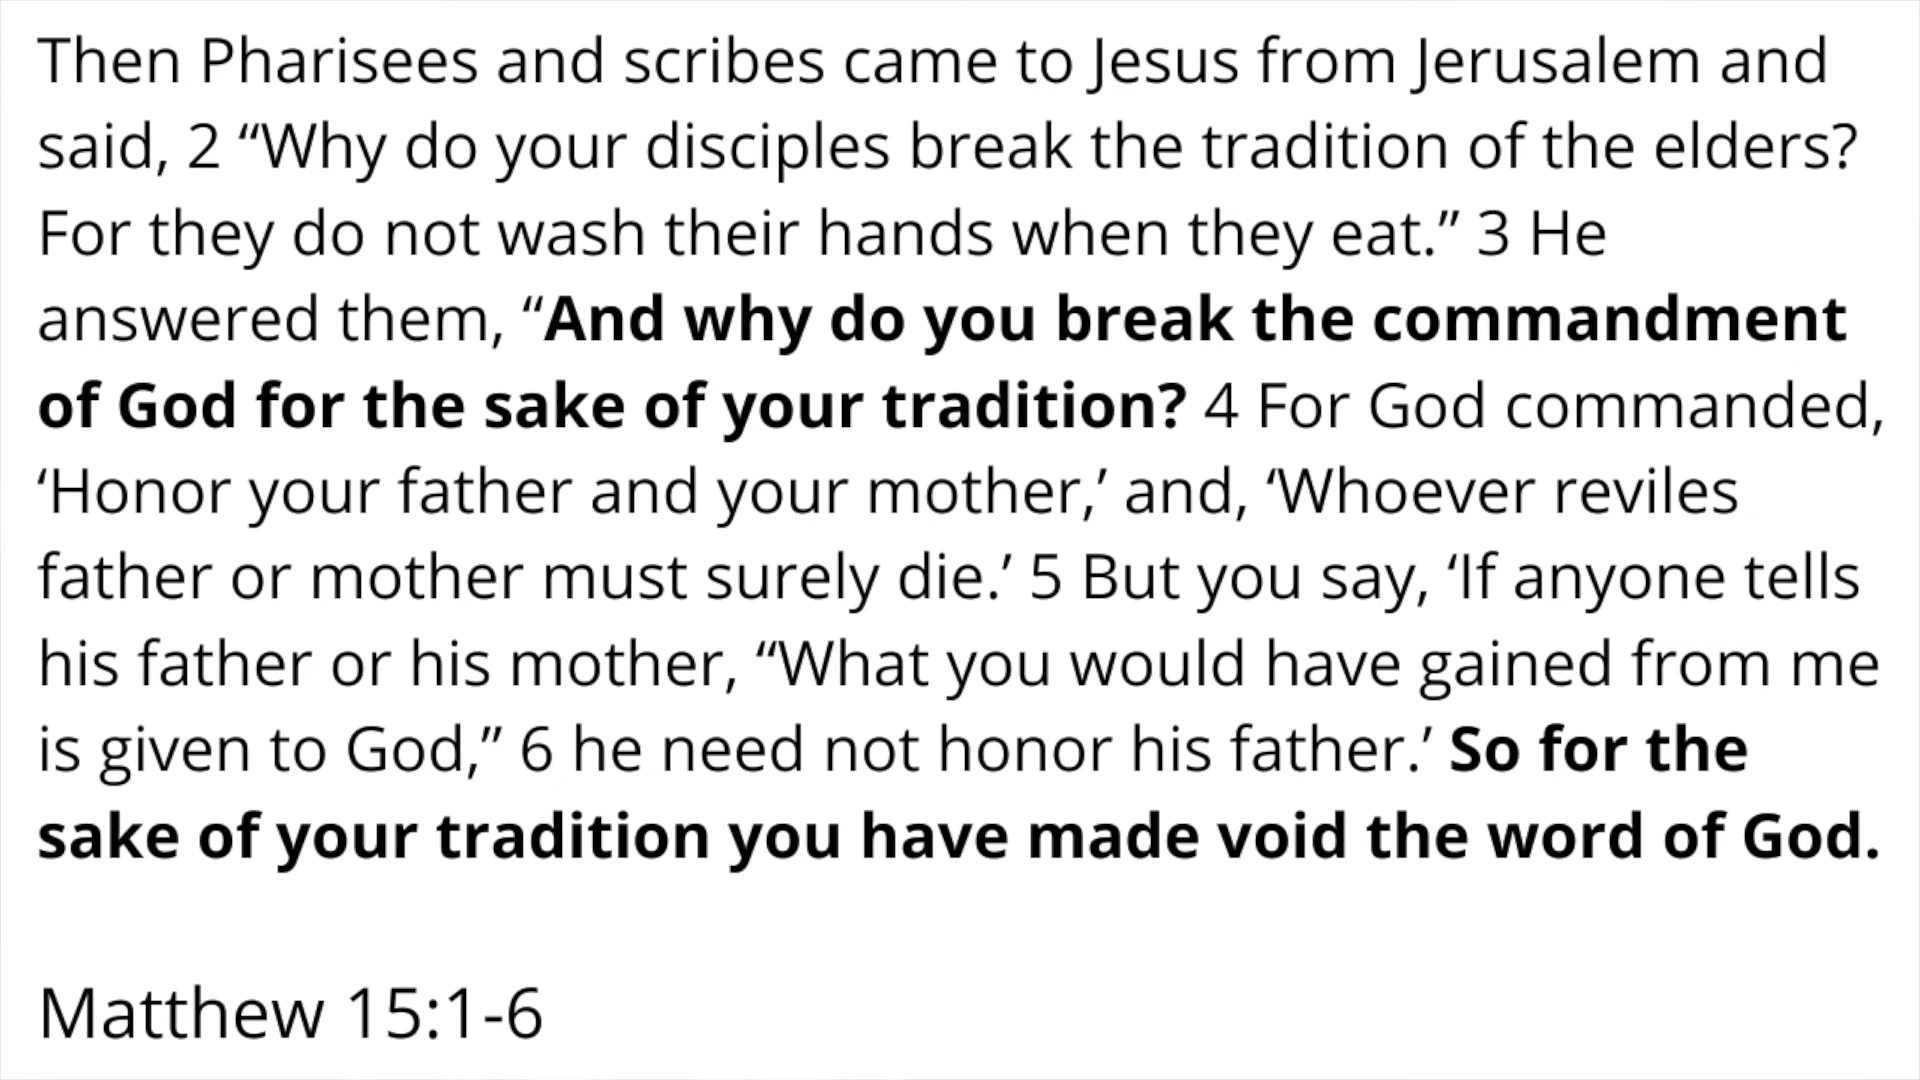 Then Pharisees and scribes came to Jesus from Jerusalem and
said, 2 “Why do your disciples break the tradition of the elders?
For they do not wash their hands when they eat.” 3 He
answered them, “And why do you break the commandment
of God for the sake of your tradition? 4 For God commanded,
‘Honor your father and your mother,’ and, ‘Whoever reviles
father or mother must surely die.’ 5 But you say, ‘If anyone tells
his father or his mother, “What you would have gained from me
is given to God,” 6 he need not honor his father.’ So for the
sake of your tradition you have made void the word of God.
Matthew 15:1-6